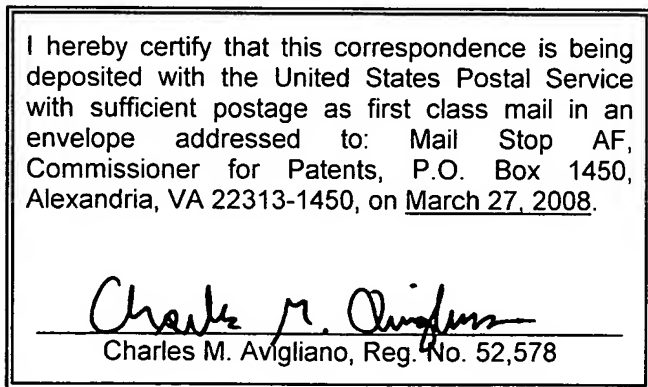 I hereby certify that this correspondence is being
deposited with the United States Postal Service
with sufficient postage as first class mail in an
envelope addressed to: Mail Stop AF,
Commissioner for Patents, P.O. Box 1450,
Alexandria, VA 22313-1450, on March 27, 2008.
Charles M. Avigliano
Charles M. Avigliano, Reg. No. 52,578